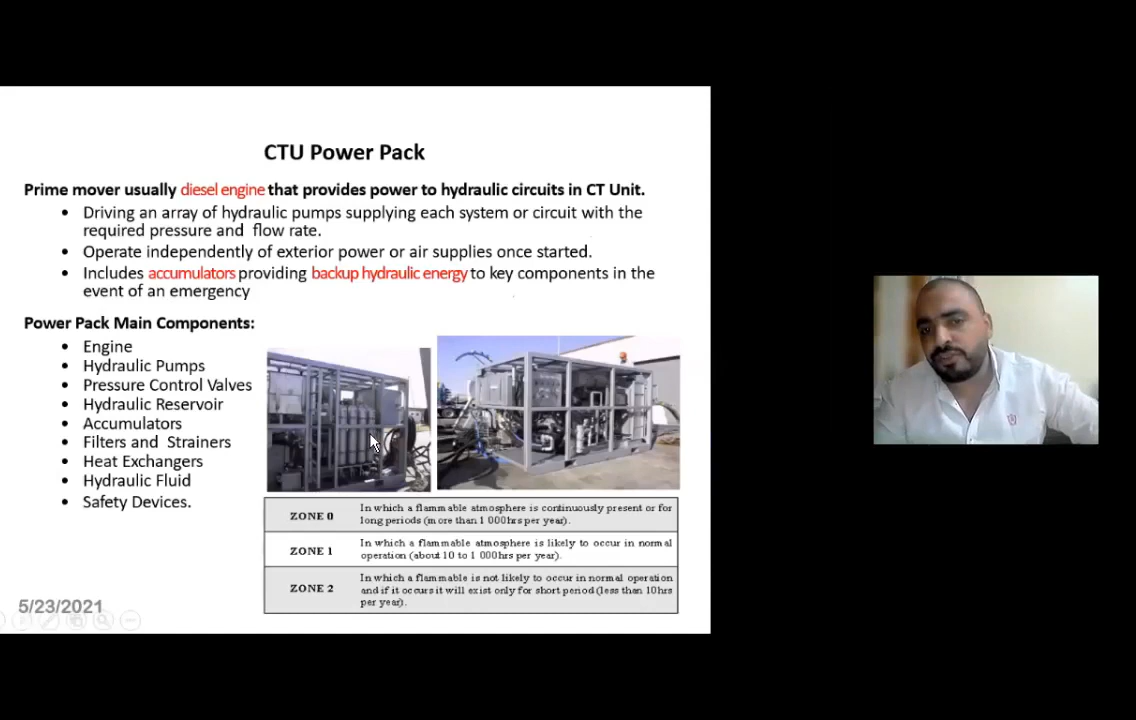 CTU Power Pack
Prime mover usually diesel engine that provides power to hydraulic circuits in CT Unit.
• Driving an array of hydraulic pumps supplying each system or circuit with the
required pressure and flow rate.
• Operate independently of exterior power or air supplies once started.
• Includes accumulators providing backup hydraulic energy to key components in the
event of an emergency
Power Pack Main Components:
• Engine
• Hydraulic Pumps
• Pressure Control Valves
• Hydraulic Reservoir
• Accumulators
• Filters and Strainers
• Heat Exchangers
• Hydraulic Fluid
• Safety Devices.
ZONE 0
In which a flammable atmosphere is continuously present or for
long periods (more than 1 000hrs per year).
ZONE 1
In which a flammable atmosphere is likely to occur in normal
operation (about 10 to 1 000hrs per year).
ZONE 2
In which a flammable is not likely to occur in normal operation
and if it occurs it will exist only for short period (less than 10hrs
per year).
5/23/2021